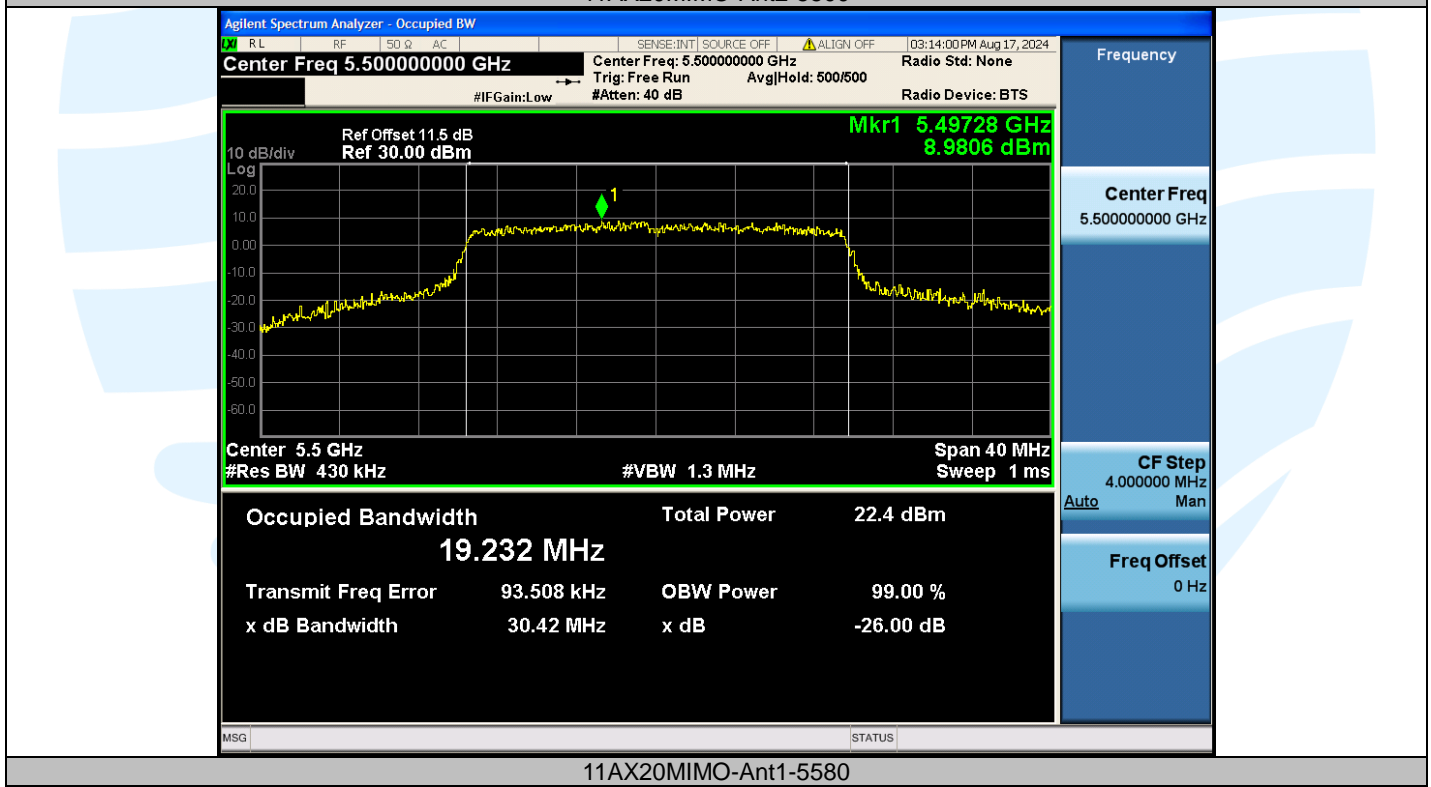 Agilent Spectrum Analyzer - Occupied BW
RL RF 50 Ω AC SENSE:INT SOURCE OFF ALIGN OFF 03:14:00 PM Aug 17, 2024
Center Freq 5.500000000 GHz
Center Freq: 5.500000000 GHz
Radio Std: None
Trig: Free Run Avg|Hold: 500/500
#IFGain:Low
#Atten: 40 dB
Radio Device: BTS
Frequency
Mkr1 5.49728 GHz
8.9806 dBm
Ref Offset 11.5 dB
10 dB/div Ref 30.00 dBm
Log
20.0
10.0
0.00
-10.0
-20.0
-30.0
-40.0
-50.0
-60.0
1
Center 5.5 GHz Span 40 MHz
#Res BW 430 kHz #VBW 1.3 MHz Sweep 1 ms
Center Freq
5.500000000 GHz
CF Step
4.000000 MHz
Auto Man
Freq Offset
0 Hz
Occupied Bandwidth Total Power 22.4 dBm
19.232 MHz
Transmit Freq Error 93.508 kHz OBW Power 99.00 %
x dB Bandwidth 30.42 MHz x dB -26.00 dB
MSG STATUS
11AX20MIMO-Ant1-5580